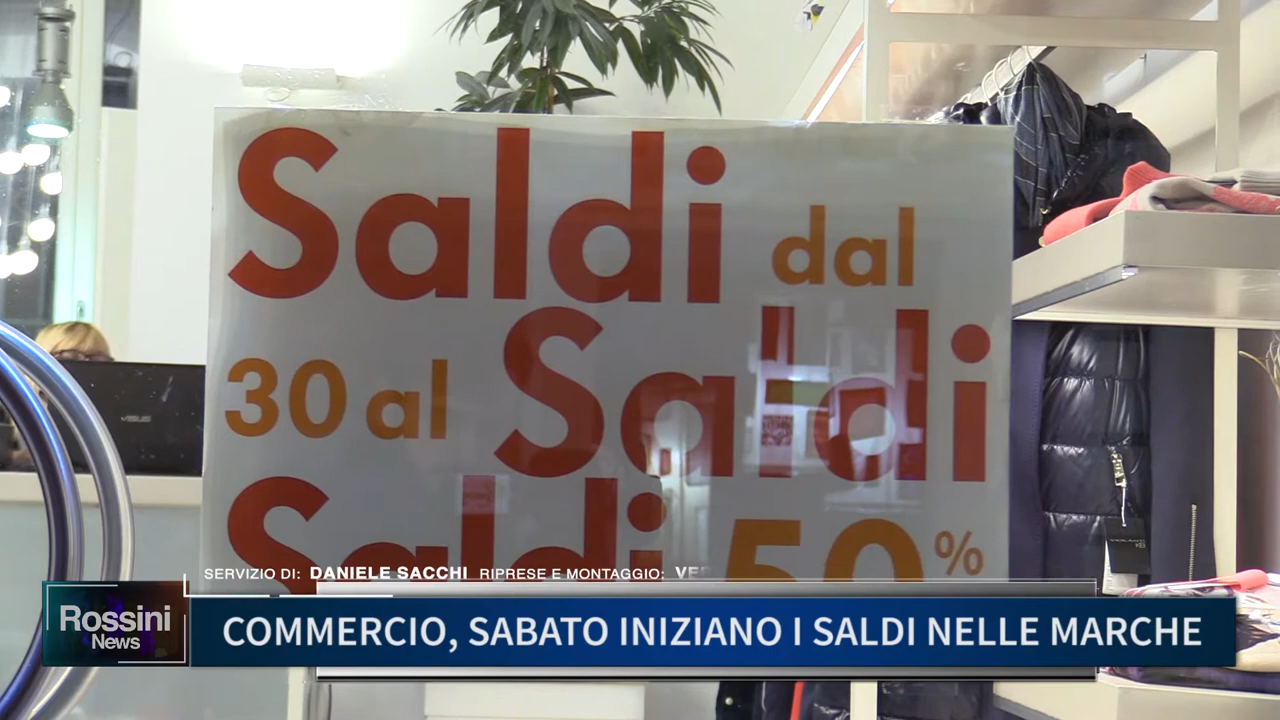 Saldi dal
30 al Saldi
Saldi 50%
SERVIZIO DI: DANIELE SACCHI RIPRESE E MONTAGGIO:
Rossini
News
COMMERCIO, SABATO INIZIANO I SALDI NELLE MARCHE
ASUS